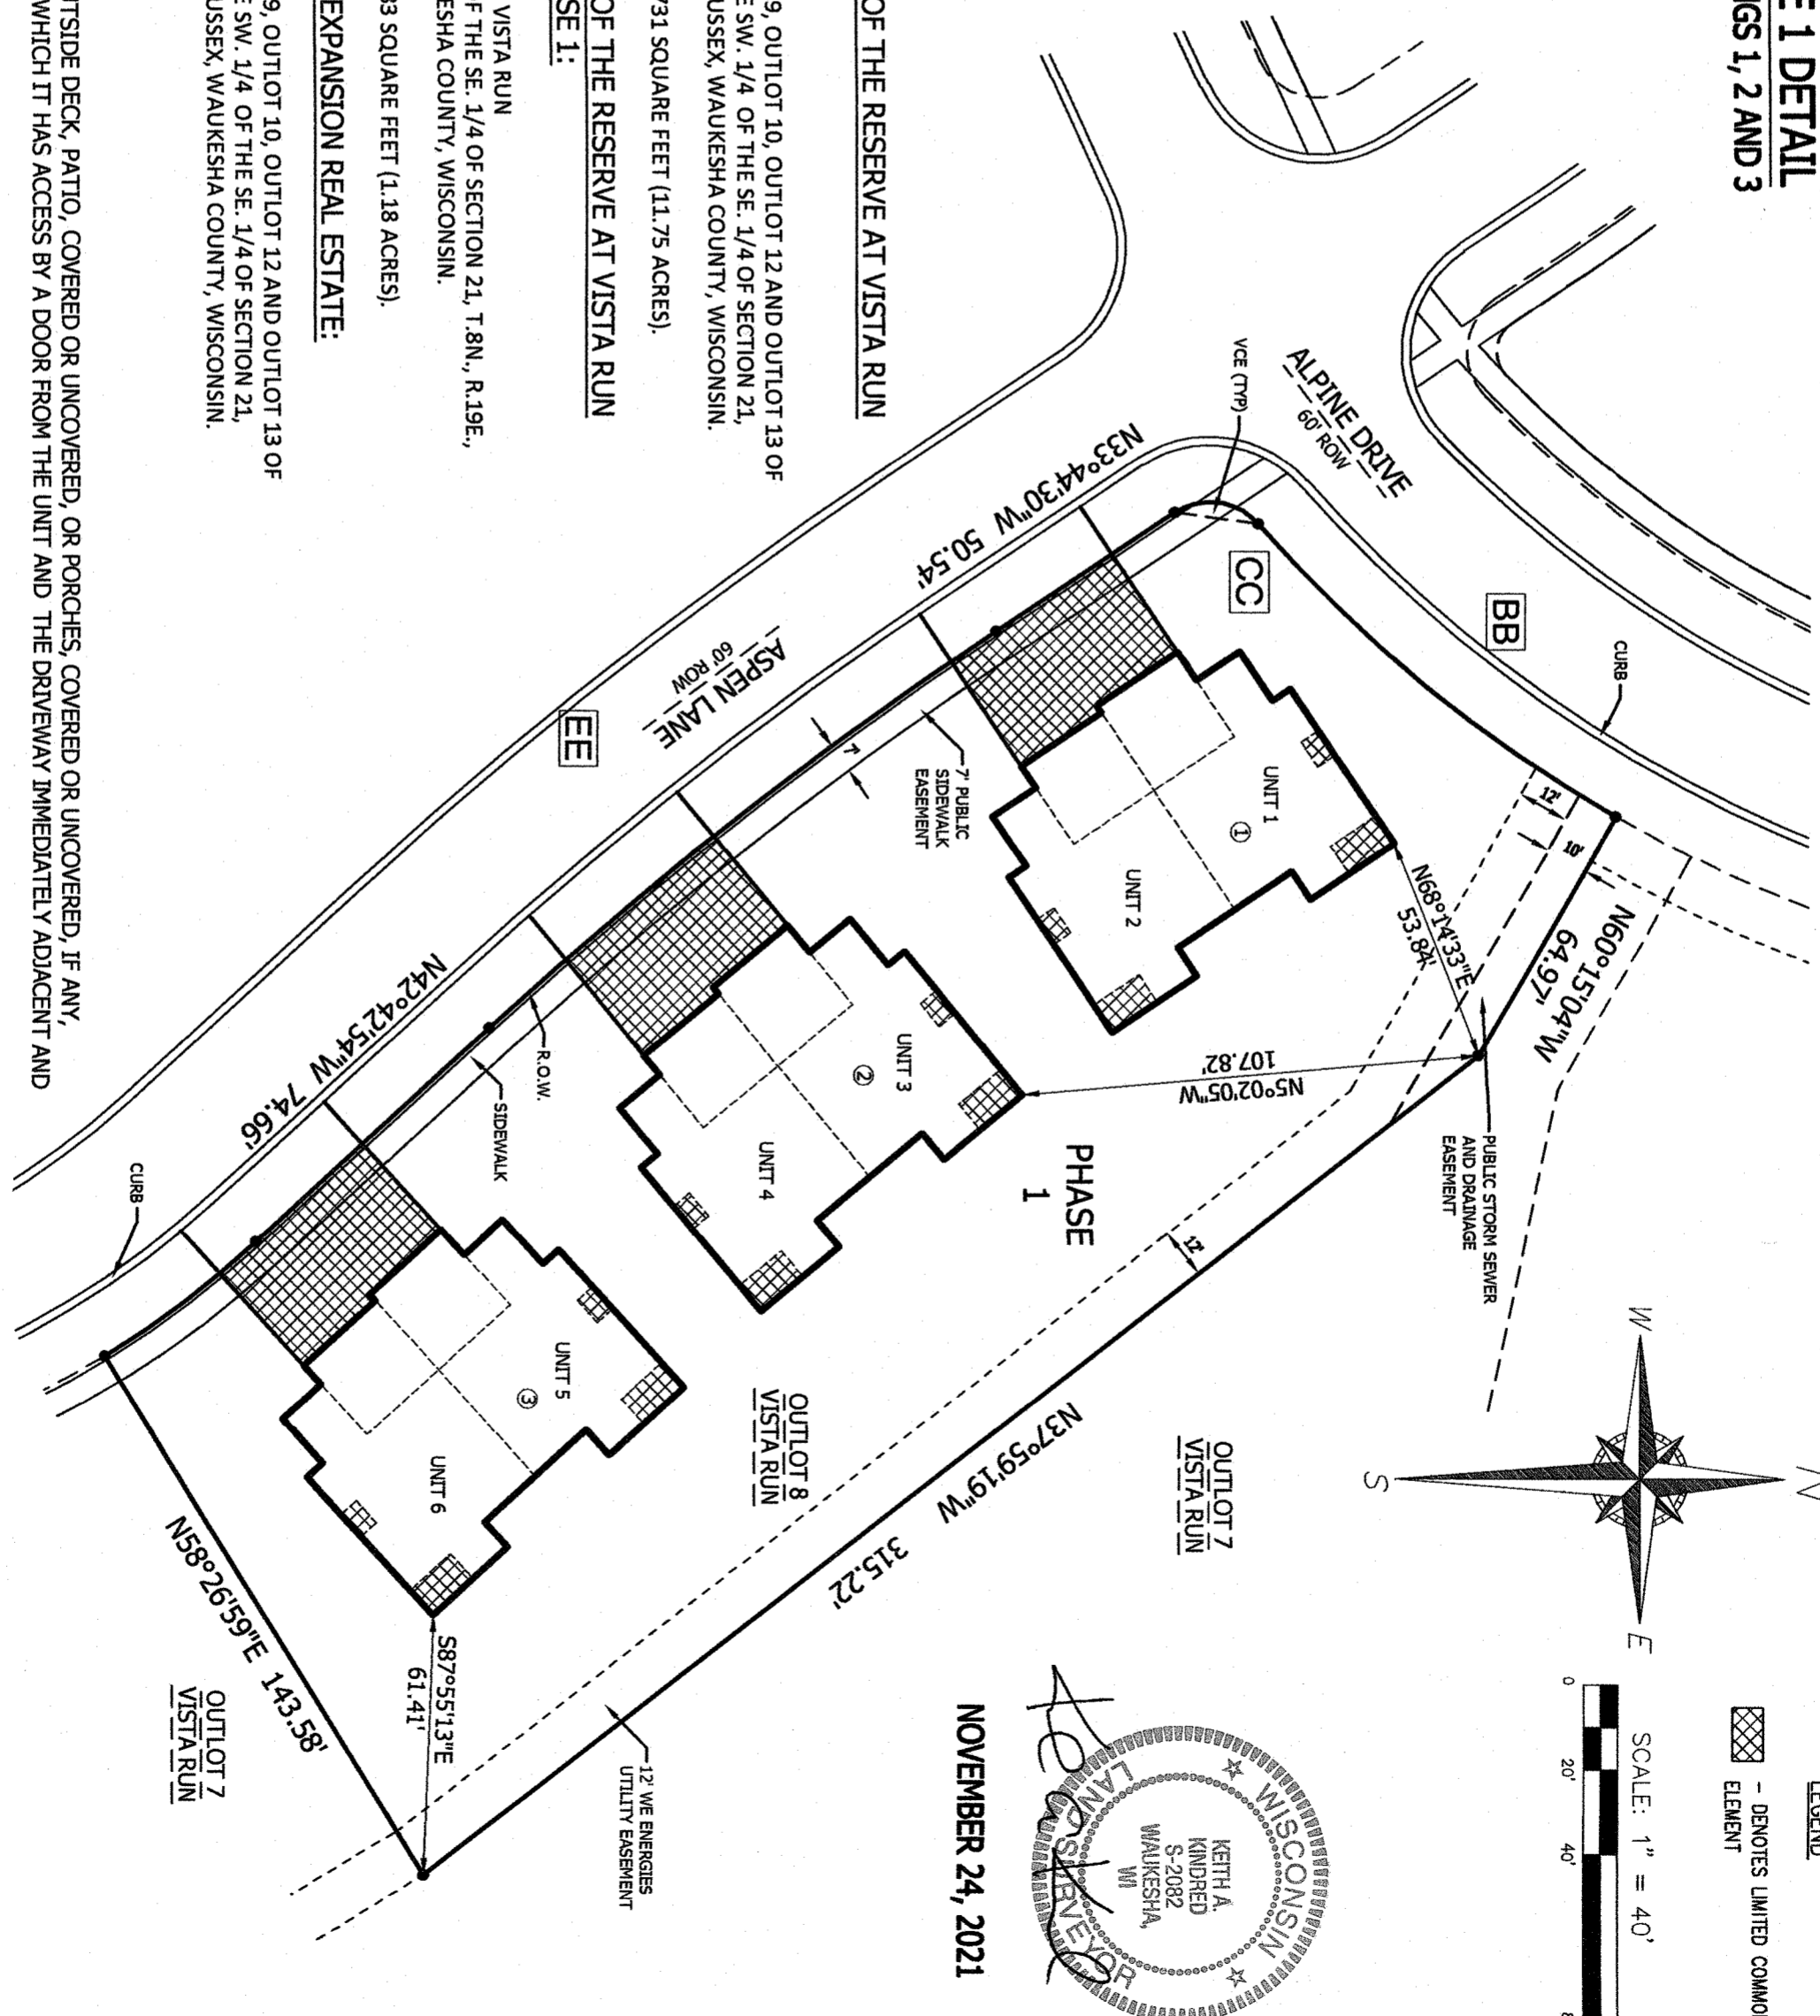 E 1 DETAIL
GS 1, 2 AND 3
OF THE RESERVE AT VISTA RUN
9, OUTLOT 10, OUTLOT 12 AND OUTLOT 13 OF
E SW. 1/4 OF THE SE. 1/4 OF SECTION 21,
USSEX, WAUKESHA COUNTY, WISCONSIN.
731 SQUARE FEET (11.75 ACRES).
OF THE RESERVE AT VISTA RUN
SE 1:
VISTA RUN
F THE SE. 1/4 OF SECTION 21, T.8N., R.19E.,
ESHA COUNTY, WISCONSIN.
33 SQUARE FEET (1.18 ACRES).
EXPANSION REAL ESTATE:
9, OUTLOT 10, OUTLOT 12 AND OUTLOT 13 OF
E SW. 1/4 OF THE SE. 1/4 OF SECTION 21,
USSEX, WAUKESHA COUNTY, WISCONSIN.
TSIDE DECK, PATIO, COVERED OR UNCOVERED, OR PORCHES, COVERED OR UNCOVERED, IF ANY,
WHICH IT HAS ACCESS BY A DOOR FROM THE UNIT AND THE DRIVEWAY IMMEDIATELY ADJACENT AND
ALPINE DRIVE
60' ROW
VCE (TYP)
CC
BB
CURB
N33°44'30"W 50.54'
ASPEN LANE
60' ROW
EE
7'
7' PUBLIC
SIDEWALK
EASEMENT
UNIT 1
1
UNIT 2
12'
10'
N68°14'33"E
53.84'
N60°15'04"W
64.97'
N5°02'05"W
107.82'
PUBLIC STORM SEWER
AND DRAINAGE
EASEMENT
PHASE
1
12'
UNIT 3
2
UNIT 4
R.O.W.
SIDEWALK
N42°42'54"W 74.66'
CURB
UNIT 5
3
UNIT 6
OUTLOT 8
VISTA RUN
OUTLOT 7
VISTA RUN
N37°59'19"W 315.22'
N58°26'59"E 143.58'
S87°55'13"E
61.41'
OUTLOT 7
VISTA RUN
12' WE ENERGIES
UTILITY EASEMENT
N
W
E
S
LEGEND
- DENOTES LIMITED COMMO
ELEMENT
SCALE: 1" = 40'
0
20'
40'
8
WISCONSIN
KEITH A.
KINDRED
S-2082
WAUKESHA,
WI
LAND SURVEYOR
NOVEMBER 24, 2021